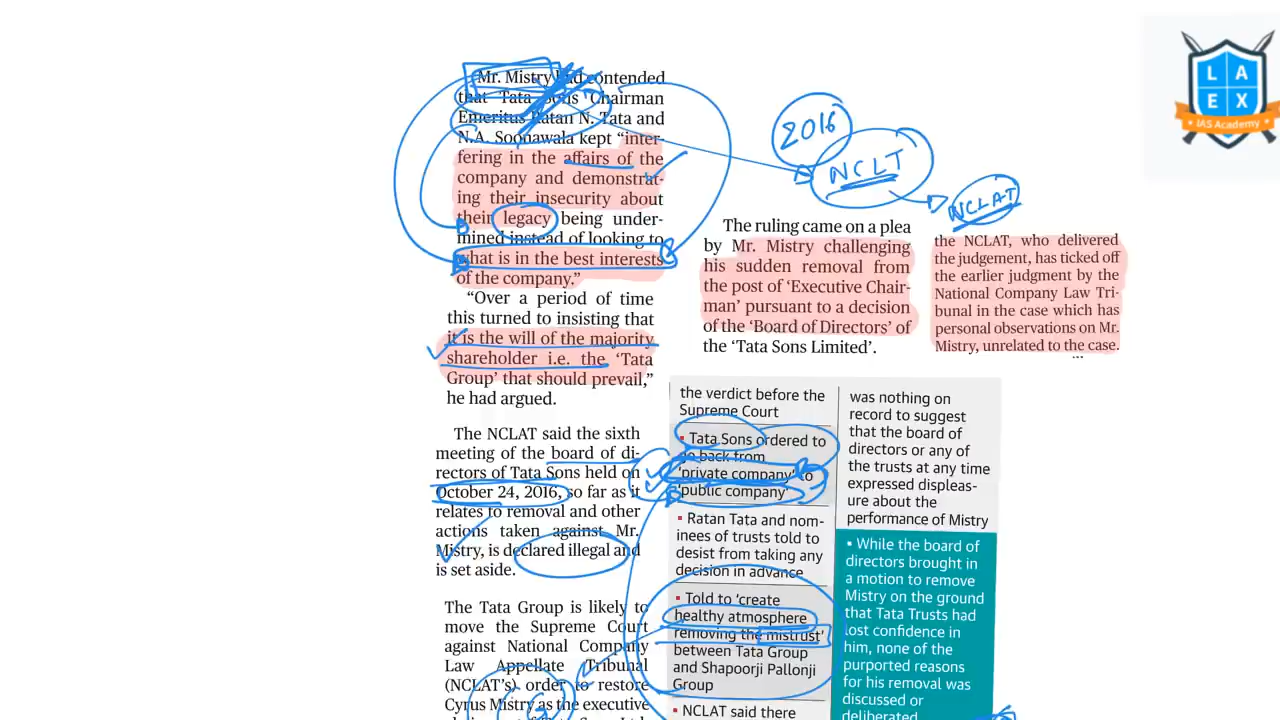 Mr. Mistry had contended
that Tata Sons Chairman
Emeritus Ratan N. Tata and
N.A. Soonawala kept “inter-
fering in the affairs of the
company and demonstrat-
ing their insecurity about
their legacy being under-
mined instead of looking to
what is in the best interests
of the company.”
“Over a period of time
this turned to insisting that
it is the will of the majority
shareholder i.e. the ‘Tata
Group’ that should prevail,”
he had argued.
The NCLAT said the sixth
meeting of the board of di-
rectors of Tata Sons held on
October 24, 2016, so far as it
relates to removal and other
actions taken against Mr.
Mistry, is declared illegal and
is set aside.
The Tata Group is likely to
move the Supreme Court
against National Company
Law Appellate Tribunal
(NCLAT’s) order to restore
Cyrus Mistry as the executive
2016
NCLT
NCLAT
The ruling came on a plea
by Mr. Mistry challenging
his sudden removal from
the post of ‘Executive Chair-
man’ pursuant to a decision
of the ‘Board of Directors’ of
the ‘Tata Sons Limited’.
the NCLAT, who delivered
the judgement, has ticked off
the earlier judgment by the
National Company Law Tri-
bunal in the case which has
personal observations on Mr.
Mistry, unrelated to the case.
the verdict before the
Supreme Court
▪ Tata Sons ordered to
go back from
‘private company’ to
‘public company’
▪ Ratan Tata and nom-
inees of trusts told to
desist from taking any
decision in advance
▪ Told to ‘create
healthy atmosphere
removing the mistrust’
between Tata Group
and Shapoorji Pallonji
Group
▪ NCLAT said there
was nothing on
record to suggest
that the board of
directors or any of
the trusts at any time
expressed displeas-
ure about the
performance of Mistry
▪ While the board of
directors brought in
a motion to remove
Mistry on the ground
that Tata Trusts had
lost confidence in
him, none of the
purported reasons
for his removal was
discussed or
deliberated
L A
E X
IAS Academy